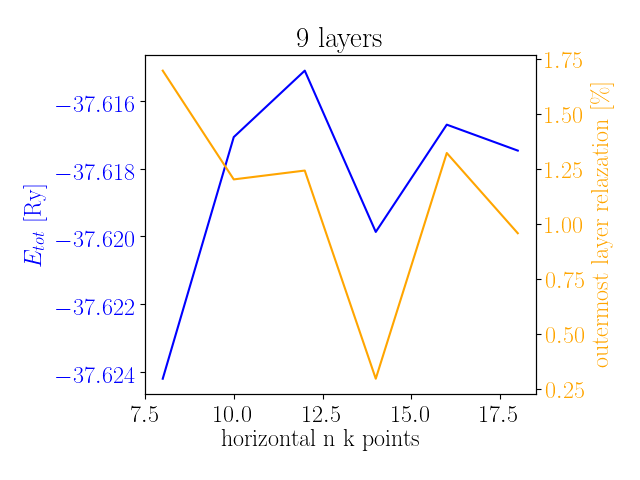 9 layers
−37.616
−37.618
−37.620
−37.622
−37.624
E_tot [Ry]
1.75
1.50
1.25
1.00
0.75
0.50
0.25
outermost layer relazation [%]
7.5 10.0 12.5 15.0 17.5
horizontal n k points